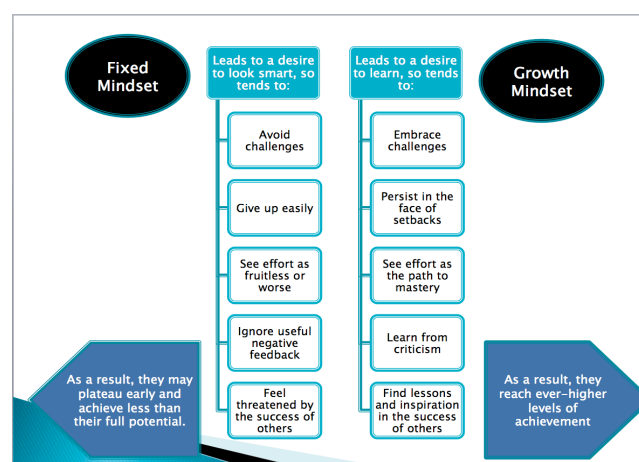 Fixed
Mindset
Leads to a desire
to look smart, so
tends to:
Avoid
challenges
Give up easily
See effort as
fruitless or
worse
Ignore useful
negative
feedback
Feel
threatened by
the success of
others
As a result, they may
plateau early and
achieve less than
their full potential.
Leads to a desire
to learn, so tends
to:
Embrace
challenges
Persist in the
face of
setbacks
See effort as
the path to
mastery
Learn from
criticism
Find lessons
and inspiration
in the success
of others
Growth
Mindset
As a result, they
reach ever-higher
levels of
achievement